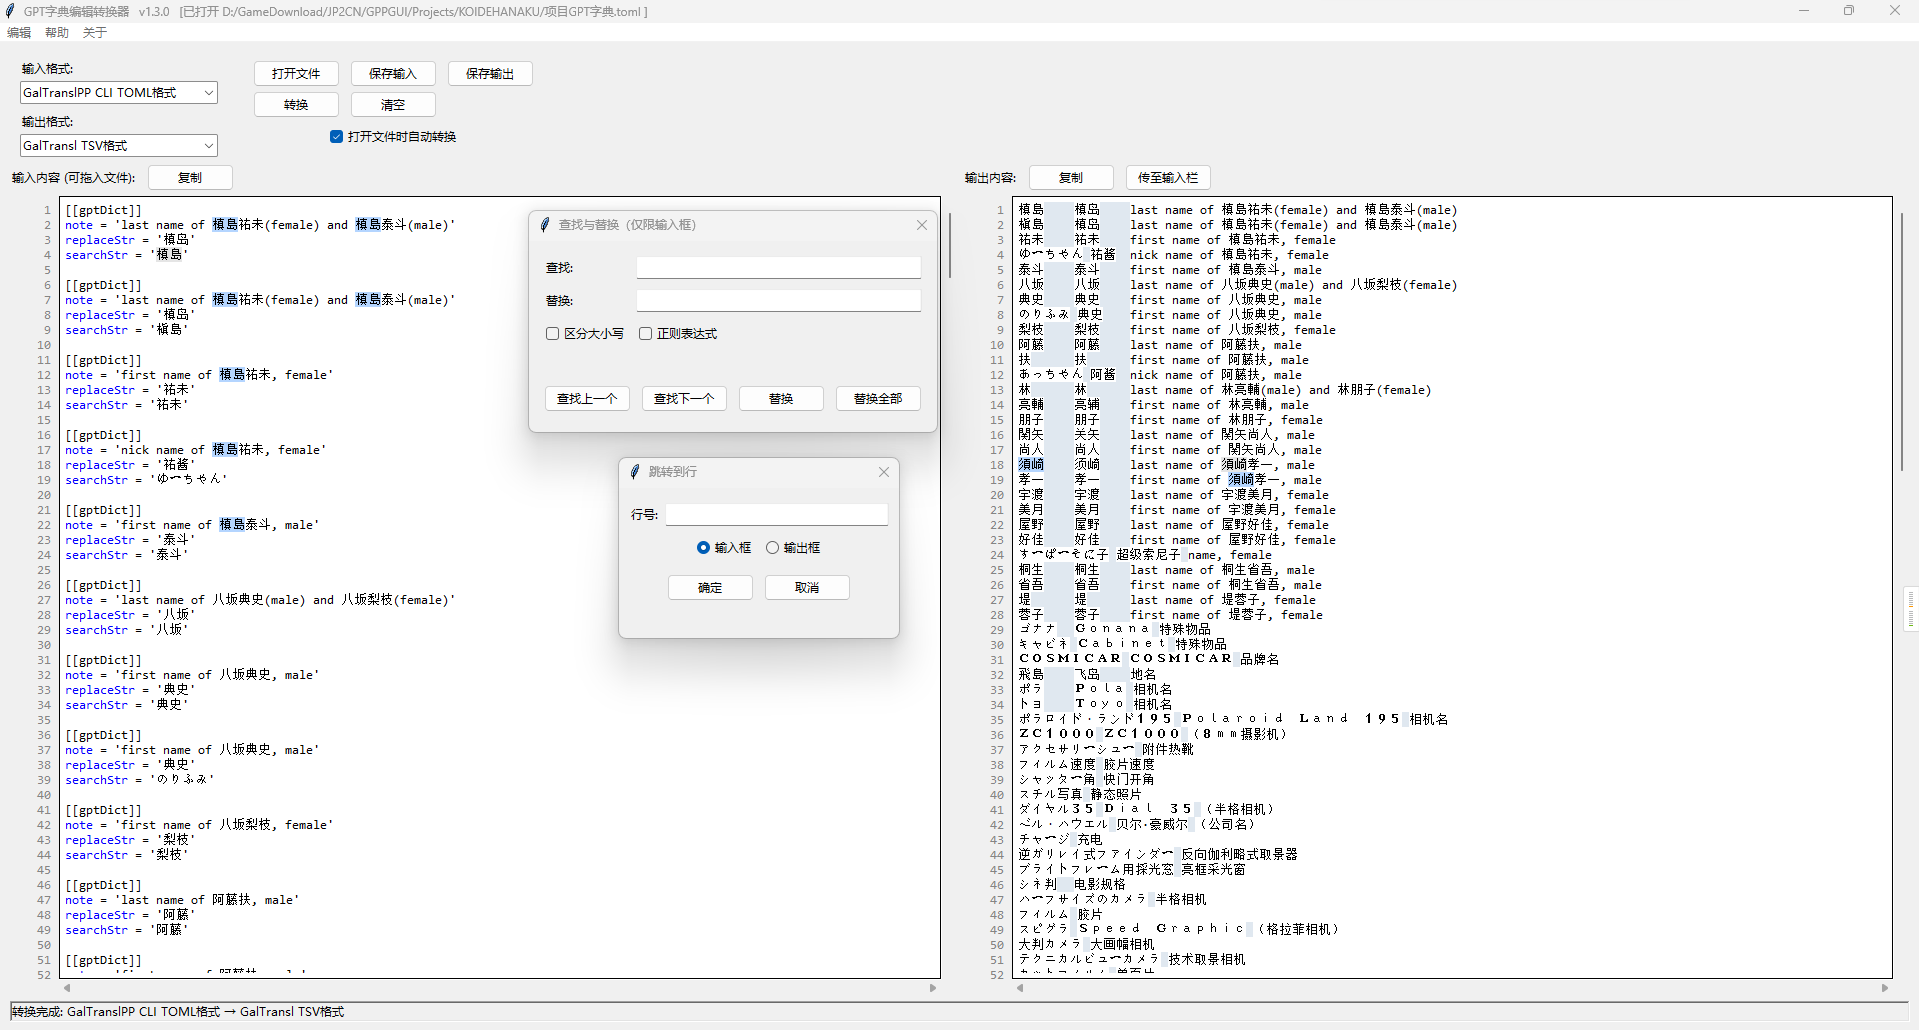 GPT字典编辑转换器 v1.3.0 [已打开 D:/GameDownload/JP2CN/GPPGUI/Projects/KOIDEHANAKU/项目GPT字典.toml ]
编辑 帮助 关于
输入格式:
GalTranslPP CLI TOML格式
输出格式:
GalTransl TSV格式
打开文件 保存输入 保存输出
转换 清空
打开文件时自动转换
输入内容 (可拖入文件): 复制
1 [[gptDict]]
2 note = 'last name of 槙島祐未(female) and 槙島泰斗(male)'
3 replaceStr = '槙岛'
4 searchStr = '槙島'
5
6 [[gptDict]]
7 note = 'last name of 槙島祐未(female) and 槙島泰斗(male)'
8 replaceStr = '槙岛'
9 searchStr = '槇島'
10
11 [[gptDict]]
12 note = 'first name of 槙島祐未, female'
13 replaceStr = '祐未'
14 searchStr = '祐未'
15
16 [[gptDict]]
17 note = 'nick name of 槙島祐未, female'
18 replaceStr = '祐酱'
19 searchStr = 'ゆーちゃん'
20
21 [[gptDict]]
22 note = 'first name of 槙島泰斗, male'
23 replaceStr = '泰斗'
24 searchStr = '泰斗'
25
26 [[gptDict]]
27 note = 'last name of 八坂典史(male) and 八坂梨枝(female)'
28 replaceStr = '八坂'
29 searchStr = '八坂'
30
31 [[gptDict]]
32 note = 'first name of 八坂典史, male'
33 replaceStr = '典史'
34 searchStr = '典史'
35
36 [[gptDict]]
37 note = 'first name of 八坂典史, male'
38 replaceStr = '典史'
39 searchStr = 'のりふみ'
40
41 [[gptDict]]
42 note = 'first name of 八坂梨枝, female'
43 replaceStr = '梨枝'
44 searchStr = '梨枝'
45
46 [[gptDict]]
47 note = 'last name of 阿藤扶, male'
48 replaceStr = '阿藤'
49 searchStr = '阿藤'
50
51 [[gptDict]]
52
查找与替换 (仅限输入框)
查找:
替换:
区分大小写 正则表达式
查找上一个 查找下一个 替换 替换全部
跳转到行
行号:
输入框 输出框
确定 取消
输出内容: 复制 传至输入栏
1 槙島 槙岛 last name of 槙島祐未(female) and 槙島泰斗(male)
2 槇島 槙岛 last name of 槙島祐未(female) and 槙島泰斗(male)
3 祐未 祐未 first name of 槙島祐未, female
4 ゆーちゃん 祐酱 nick name of 槙島祐未, female
5 泰斗 泰斗 first name of 槙島泰斗, male
6 八坂 八坂 last name of 八坂典史(male) and 八坂梨枝(female)
7 典史 典史 first name of 八坂典史, male
8 のりふみ 典史 first name of 八坂典史, male
9 梨枝 梨枝 first name of 八坂梨枝, female
10 阿藤 阿藤 last name of 阿藤扶, male
11 扶 扶 first name of 阿藤扶, male
12 あっちゃん 阿酱 nick name of 阿藤扶, male
13 林 林 last name of 林亮輔(male) and 林朋子(female)
14 亮輔 亮辅 first name of 林亮輔, male
15 朋子 朋子 first name of 林朋子, female
16 関矢 关矢 last name of 関矢尚人, male
17 尚人 尚人 first name of 関矢尚人, male
18 須崎 须崎 last name of 須崎孝一, male
19 孝一 孝一 first name of 須崎孝一, male
20 宇渡 宇渡 last name of 宇渡美月, female
21 美月 美月 first name of 宇渡美月, female
22 屋野 屋野 last name of 屋野好佳, female
23 好佳 好佳 first name of 屋野好佳, female
24 すーぱーそに子 超级索尼子 name, female
25 桐生 桐生 last name of 桐生省吾, male
26 省吾 省吾 first name of 桐生省吾, male
27 堤 堤 last name of 堤蓉子, female
28 蓉子 蓉子 first name of 堤蓉子, female
29 ゴナナ Ｇｏｎａｎａ 特殊物品
30 キャビネ Ｃａｂｉｎｅｔ 特殊物品
31 ＣＯＳＭＩＣＡＲ ＣＯＳＭＩＣＡＲ 品牌名
32 飛島 飞岛 地名
33 ポラ Ｐｏｌａ 相机名
34 トヨ Ｔｏｙｏ 相机名
35 ポラロイド・ランド１９５ Ｐｏｌａｒｏｉｄ　Ｌａｎｄ　１９５ 相机名
36 ＺＣ１０００ ＺＣ１０００ （８ｍｍ摄影机）
37 アクセサリーシュー 附件热靴
38 フィルム速度 胶片速度
39 シャッター角 快门开角
40 スチル写真 静态照片
41 ダイヤル３５ Ｄｉａｌ　３５ （半格相机）
42 ベル・ハウエル 贝尔·豪威尔 （公司名）
43 チャージ 充电
44 逆ガリレイ式ファインダー 反向伽利略式取景器
45 ブライトフレーム用採光窓 亮框采光窗
46 シネ判 电影规格
47 ハーフサイズのカメラ 半格相机
48 フィルム 胶片
49 スピグラ Ｓｐｅｅｄ　Ｇｒａｐｈｉｃ （格拉菲相机）
50 大判カメラ 大画幅相机
51 テクニカルビューカメラ 技术取景相机
52
转换完成: GalTranslPP CLI TOML格式 → GalTransl TSV格式